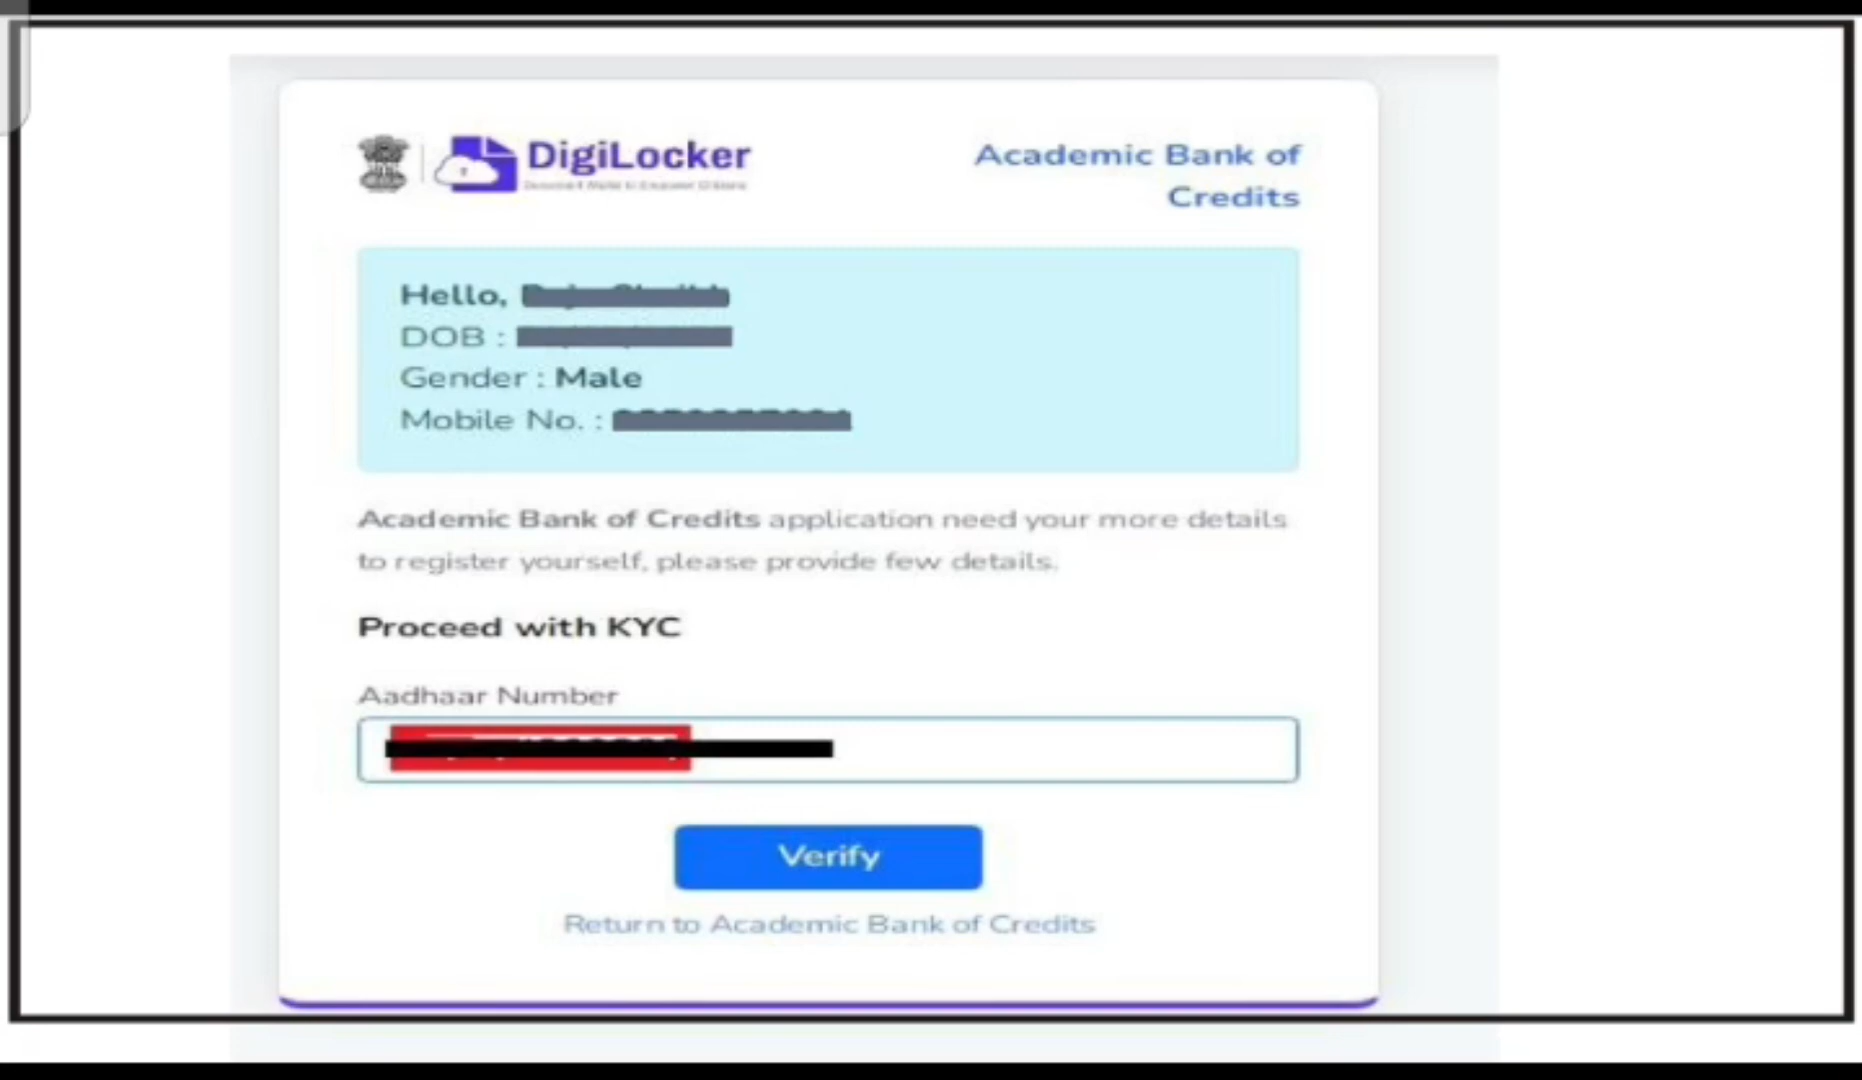 DigiLocker
Academic Bank of
Credits
Hello,
DOB :
Gender : Male
Mobile No. :
Academic Bank of Credits application need your more details
to register yourself, please provide few details.
Proceed with KYC
Aadhaar Number
Verify
Return to Academic Bank of Credits